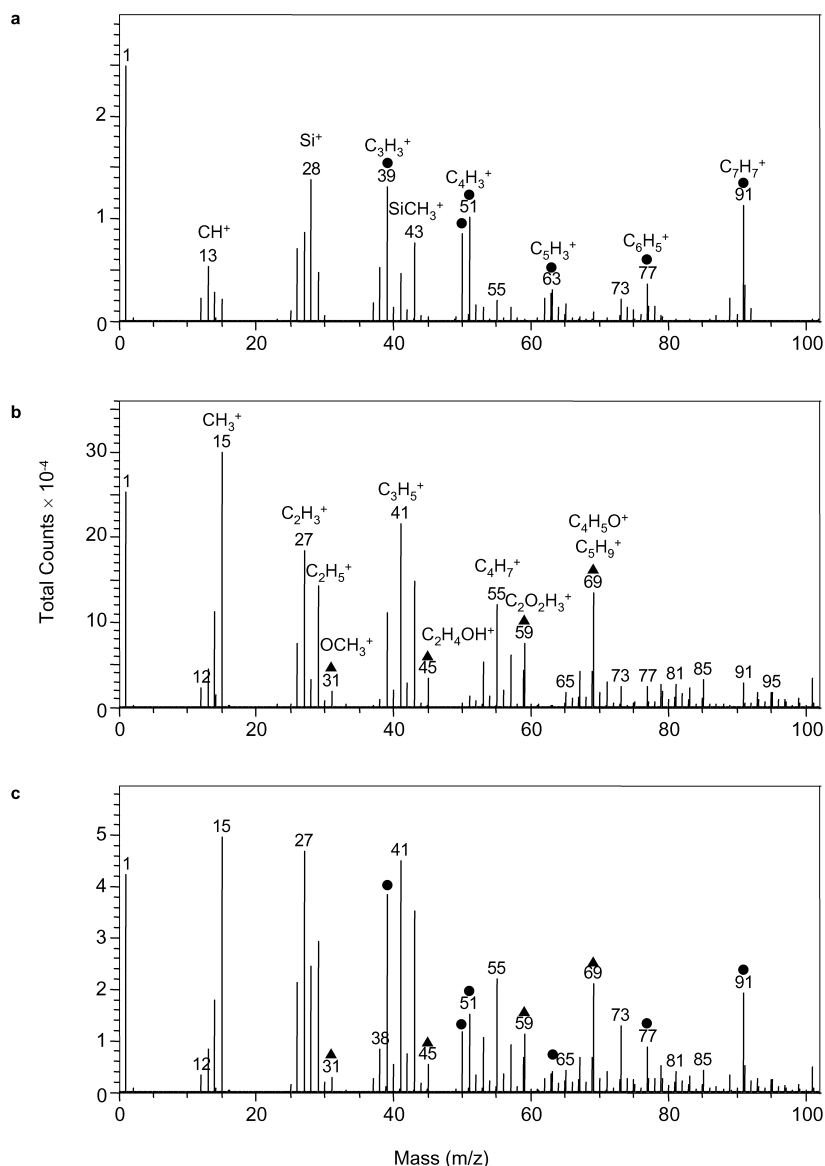 a
1
2
1
0
CH⁺
13
Si⁺
28
C₃H₃⁺
39
SiCH₃⁺
43
C₄H₃⁺
51
55
C₅H₃⁺
63
73
C₆H₅⁺
77
C₇H₇⁺
91
0 20 40 60 80 100
b
Total Counts × 10⁻⁴
30
20
10
0
1
12
CH₃⁺
15
C₂H₃⁺
27
C₂H₅⁺
OCH₃⁺
31
C₃H₅⁺
41
C₂H₄OH⁺
45
C₄H₇⁺
55
C₂O₂H₃⁺
59
C₄H₅O⁺
C₅H₉⁺
69
65
73
77
81
85
91
95
0 20 40 60 80 100
c
5
4
3
2
1
0
1
12
15
27
31
38
41
45
51
55
59
65
69
73
77
81
85
91
0 20 40 60 80 100
Mass (m/z)